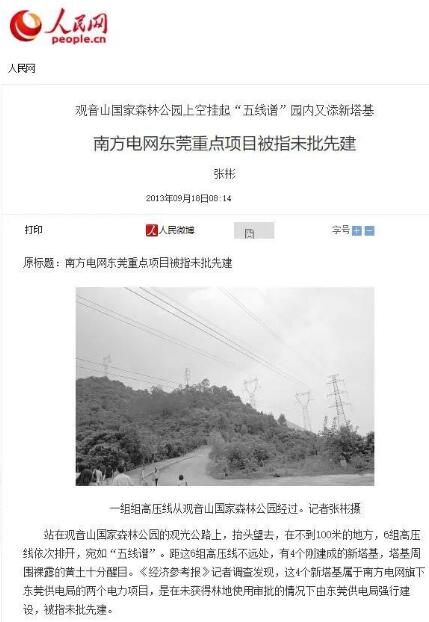 人民网
people.cn
人民网
观音山国家森林公园上空挂起“五线谱”园内又添新塔基
南方电网东莞重点项目被指未批先建
张彬
2013年09月18日08:14
打印 人民微博 字号
原标题：南方电网东莞重点项目被指未批先建
一组组高压线从观音山国家森林公园经过。记者张彬摄
站在观音山国家森林公园的观光公路上，抬头望去，在不到100米的地方，6组高压
线依次排开，宛如“五线谱”。距这6组高压线不远处，有4个刚建成的新塔基，塔基周
围裸露的黄土十分醒目。《经济参考报》记者调查发现，这4个新塔基属于南方电网旗下
东莞供电局的两个电力项目，是在未获得林地使用审批的情况下由东莞供电局强行建
设，被指未批先建。